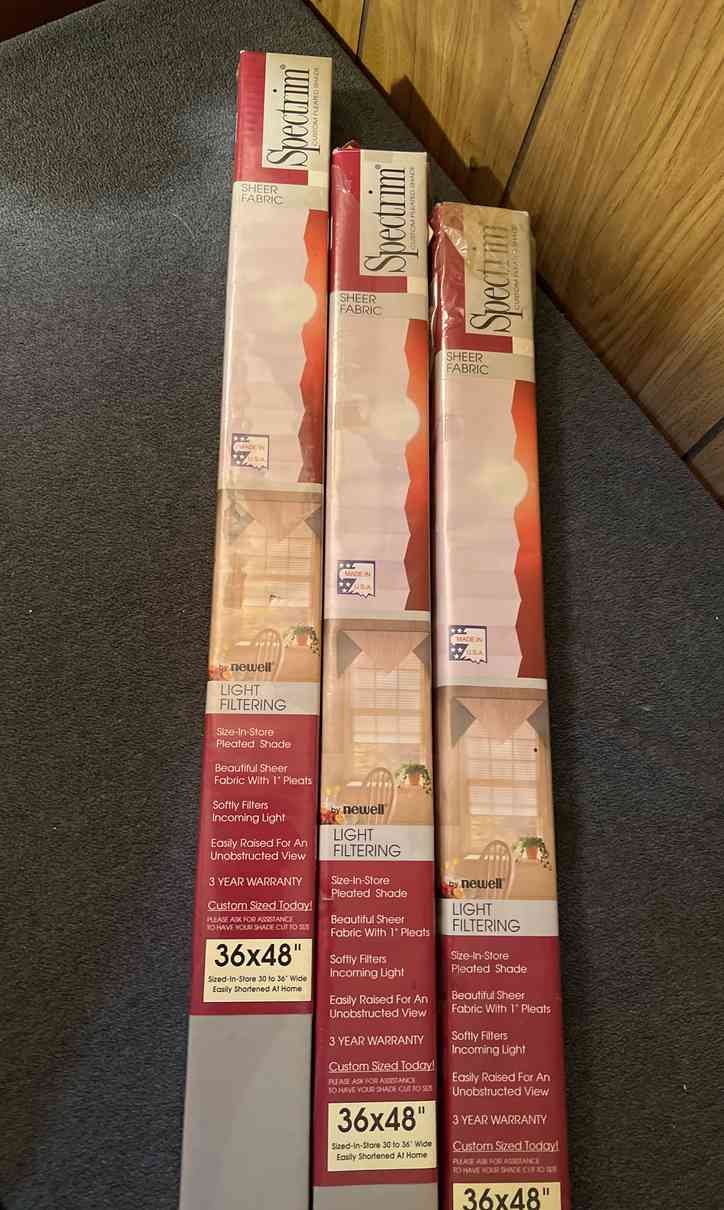 Spectrim®
CUSTOM PLEATED SHADE
SHEER
FABRIC
MADE IN
U.S.A.
by newell®
LIGHT
FILTERING
Size-In-Store
Pleated Shade
Beautiful Sheer
Fabric With 1" Pleats
Softly Filters
Incoming Light
Easily Raised For An
Unobstructed View
3 YEAR WARRANTY
Custom Sized Today!
PLEASE ASK FOR ASSISTANCE
TO HAVE YOUR SHADE CUT TO SIZE
36x48"
Sized-In-Store 30 to 36" Wide
Easily Shortened At Home
Spectrim®
CUSTOM PLEATED SHADE
SHEER
FABRIC
MADE IN
U.S.A.
by newell®
LIGHT
FILTERING
Size-In-Store
Pleated Shade
Beautiful Sheer
Fabric With 1" Pleats
Softly Filters
Incoming Light
Easily Raised For An
Unobstructed View
3 YEAR WARRANTY
Custom Sized Today!
PLEASE ASK FOR ASSISTANCE
TO HAVE YOUR SHADE CUT TO SIZE
36x48"
Sized-In-Store 30 to 36" Wide
Easily Shortened At Home
Spectrim®
CUSTOM PLEATED SHADE
SHEER
FABRIC
MADE IN
U.S.A.
by newell®
LIGHT
FILTERING
Size-In-Store
Pleated Shade
Beautiful Sheer
Fabric With 1" Pleats
Softly Filters
Incoming Light
Easily Raised For An
Unobstructed View
3 YEAR WARRANTY
Custom Sized Today!
PLEASE ASK FOR ASSISTANCE
TO HAVE YOUR SHADE CUT TO SIZE
36x48"